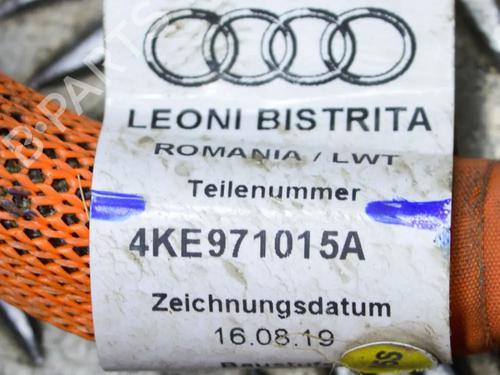 LEONI BISTRITA
ROMANIA / LWT
Teilenummer
4KE971015A
Zeichnungsdatum
16.08.19